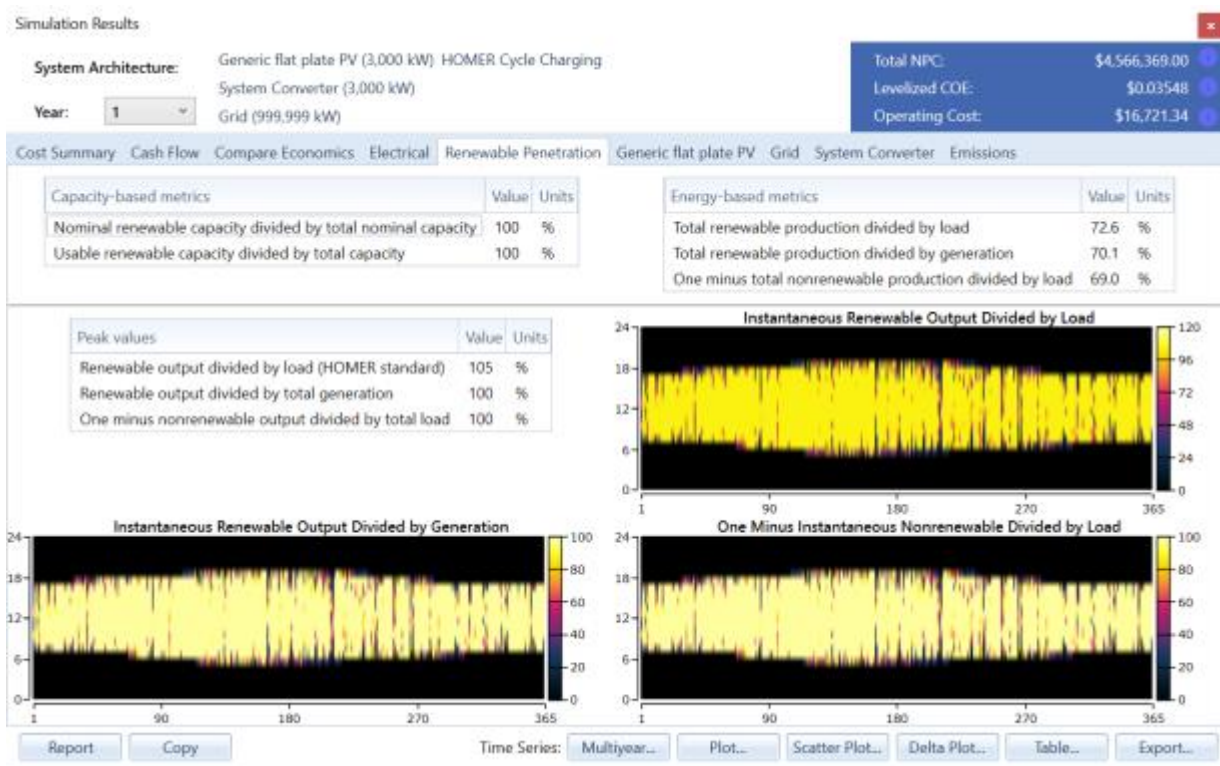 Simulation Results
System Architecture: Generic flat plate PV (3,000 kW) HOMER Cycle Charging
System Converter (3,000 kW)
Grid (999,999 kW)
Year: 1
Total NPC: $4,566,369.00
Levelized COE: $0.03548
Operating Cost: $16,721.34
Cost Summary Cash Flow Compare Economics Electrical Renewable Penetration Generic flat plate PV Grid System Converter Emissions
Capacity-based metrics Value Units
Nominal renewable capacity divided by total nominal capacity 100 %
Usable renewable capacity divided by total capacity 100 %
Energy-based metrics Value Units
Total renewable production divided by load 72.6 %
Total renewable production divided by generation 70.1 %
One minus total nonrenewable production divided by load 69.0 %
Peak values Value Units
Renewable output divided by load (HOMER standard) 105 %
Renewable output divided by total generation 100 %
One minus nonrenewable output divided by total load 100 %
Instantaneous Renewable Output Divided by Load
24 120
18 96
72
12
48
6 24
0 0
1 90 180 270 365
Instantaneous Renewable Output Divided by Generation
24 100
18 80
60
12
40
6 20
0 0
1 90 180 270 365
One Minus Instantaneous Nonrenewable Divided by Load
24 100
18 80
60
12
40
6 20
0 0
1 90 180 270 365
Report Copy Time Series: Multiyear... Plot... Scatter Plot... Delta Plot... Table... Export...